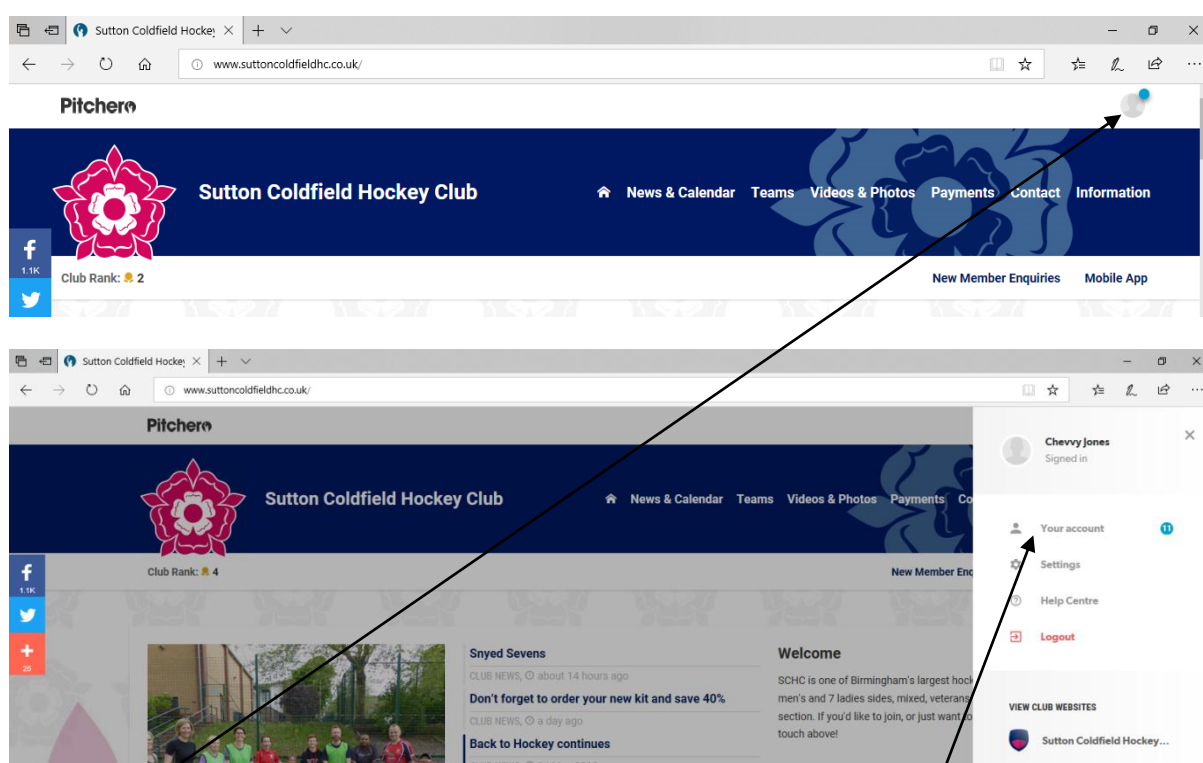 Sutton Coldfield Hockey
www.suttoncoldfieldhc.co.uk/
Pitchero
Sutton Coldfield Hockey Club
News & Calendar Teams Videos & Photos Payments Contact Information
f
1.1K
Club Rank: 2
New Member Enquiries Mobile App
Sutton Coldfield Hockey
www.suttoncoldfieldhc.co.uk/
Pitchero
Chevvy Jones
Signed in
Sutton Coldfield Hockey Club
News & Calendar Teams Videos & Photos Payments Co
Your account 11
f
1.1K
Club Rank: 4
New Member Enq
Settings
Help Centre
Logout
+
25
Snyed Sevens
CLUB NEWS, about 14 hours ago
Don't forget to order your new kit and save 40%
CLUB NEWS, a day ago
Back to Hockey continues
Welcome
SCHC is one of Birmingham's largest hock
men's and 7 ladies sides, mixed, veterans
section. If you'd like to join, or just want to
touch above!
VIEW CLUB WEBSITES
Sutton Coldfield Hockey...